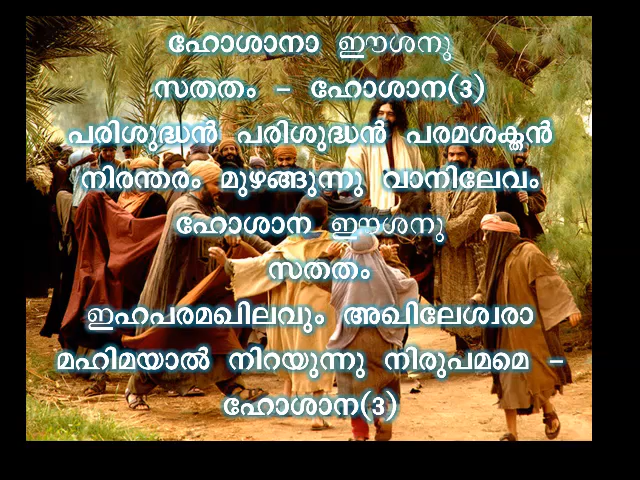 ഹോശാനാ ഈശനു
സതതം – ഹോശാന(3)
പരിശുദ്ധൻ പരിശുദ്ധൻ പരമശക്തൻ
നിരന്തരം മുഴങ്ങുന്നു വാനിലേവം
ഹോശാന ഈശനു
സതതം
ഇഹപരമഖിലവും അഖിലേശ്വരാ
മഹിമയാൽ നിറയുന്നു നിരുപമമെ –
ഹോശാന(3)